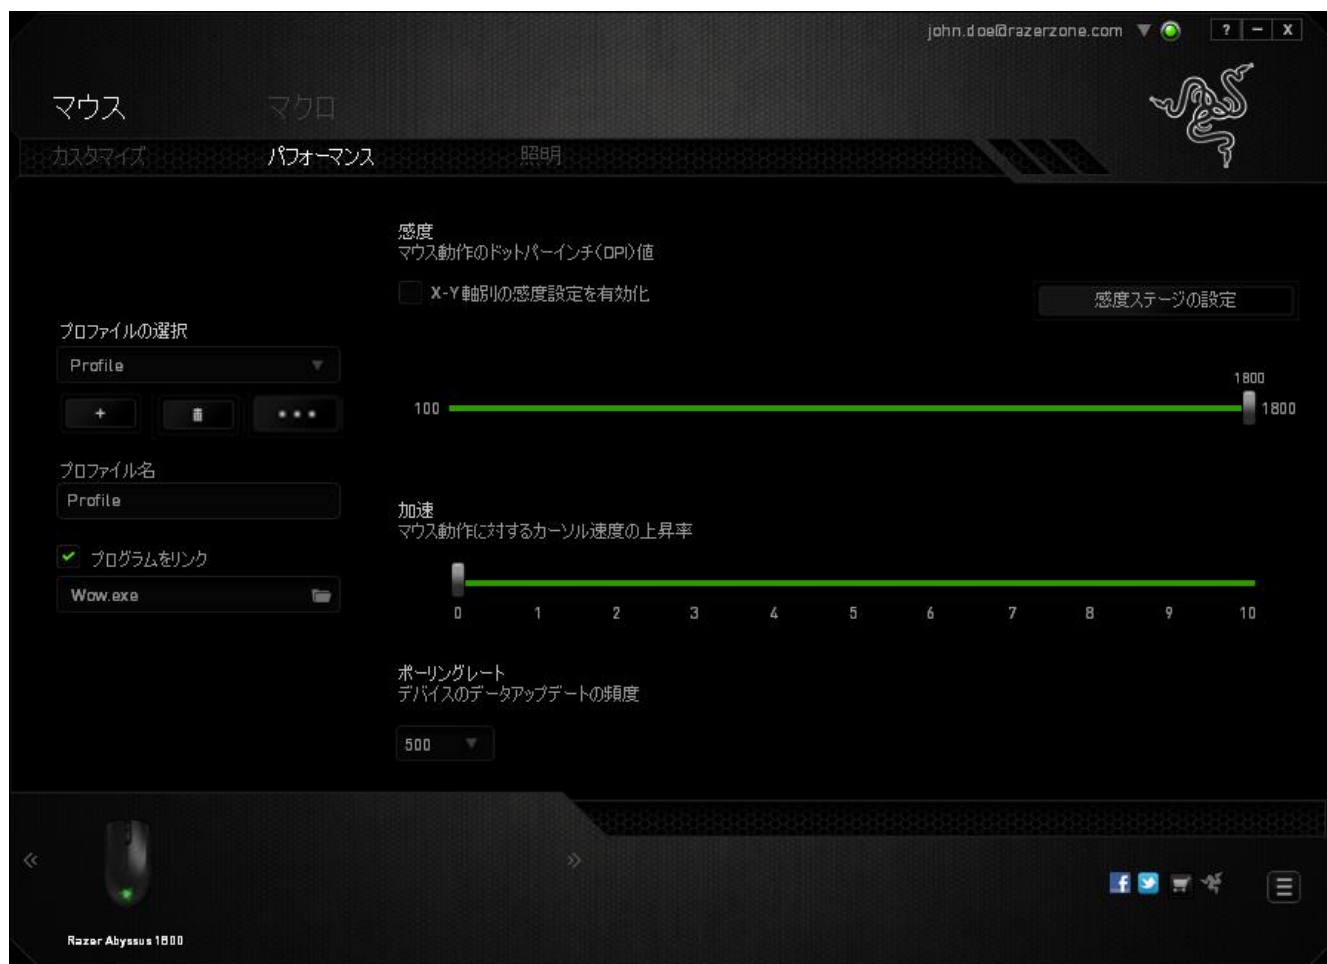 john.doe@razerzone.com
? – X
マウス マクロ
カスタマイズ パフォーマンス 照明
感度
マウス動作のドットパーインチ(DPI)値
X-Y軸別の感度設定を有効化
感度ステージの設定
プロファイルの選択
Profile
+ •••
1800
100 1800
プロファイル名
Profile
加速
マウス動作に対するカーソル速度の上昇率
プログラムをリンク
Wow.exe
0 1 2 3 4 5 6 7 8 9 10
ポーリングレート
デバイスのデータアップデートの頻度
500
Razer Abyssus 1800